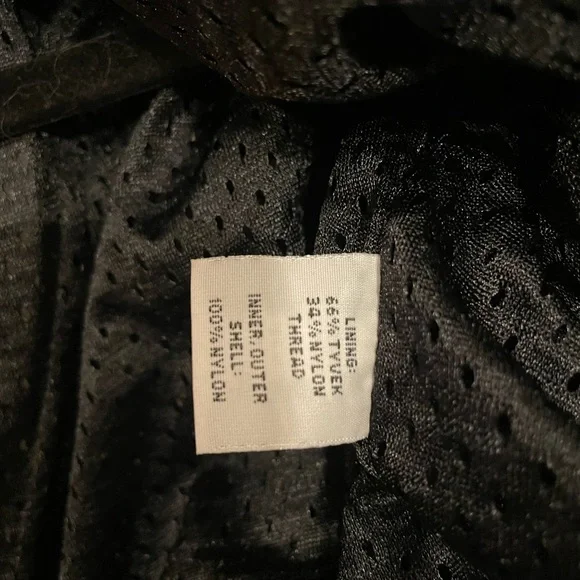 LINING:
66% TYVEK
34% NYLON
THREAD
INNER, OUTER
SHELL:
100% NYLON